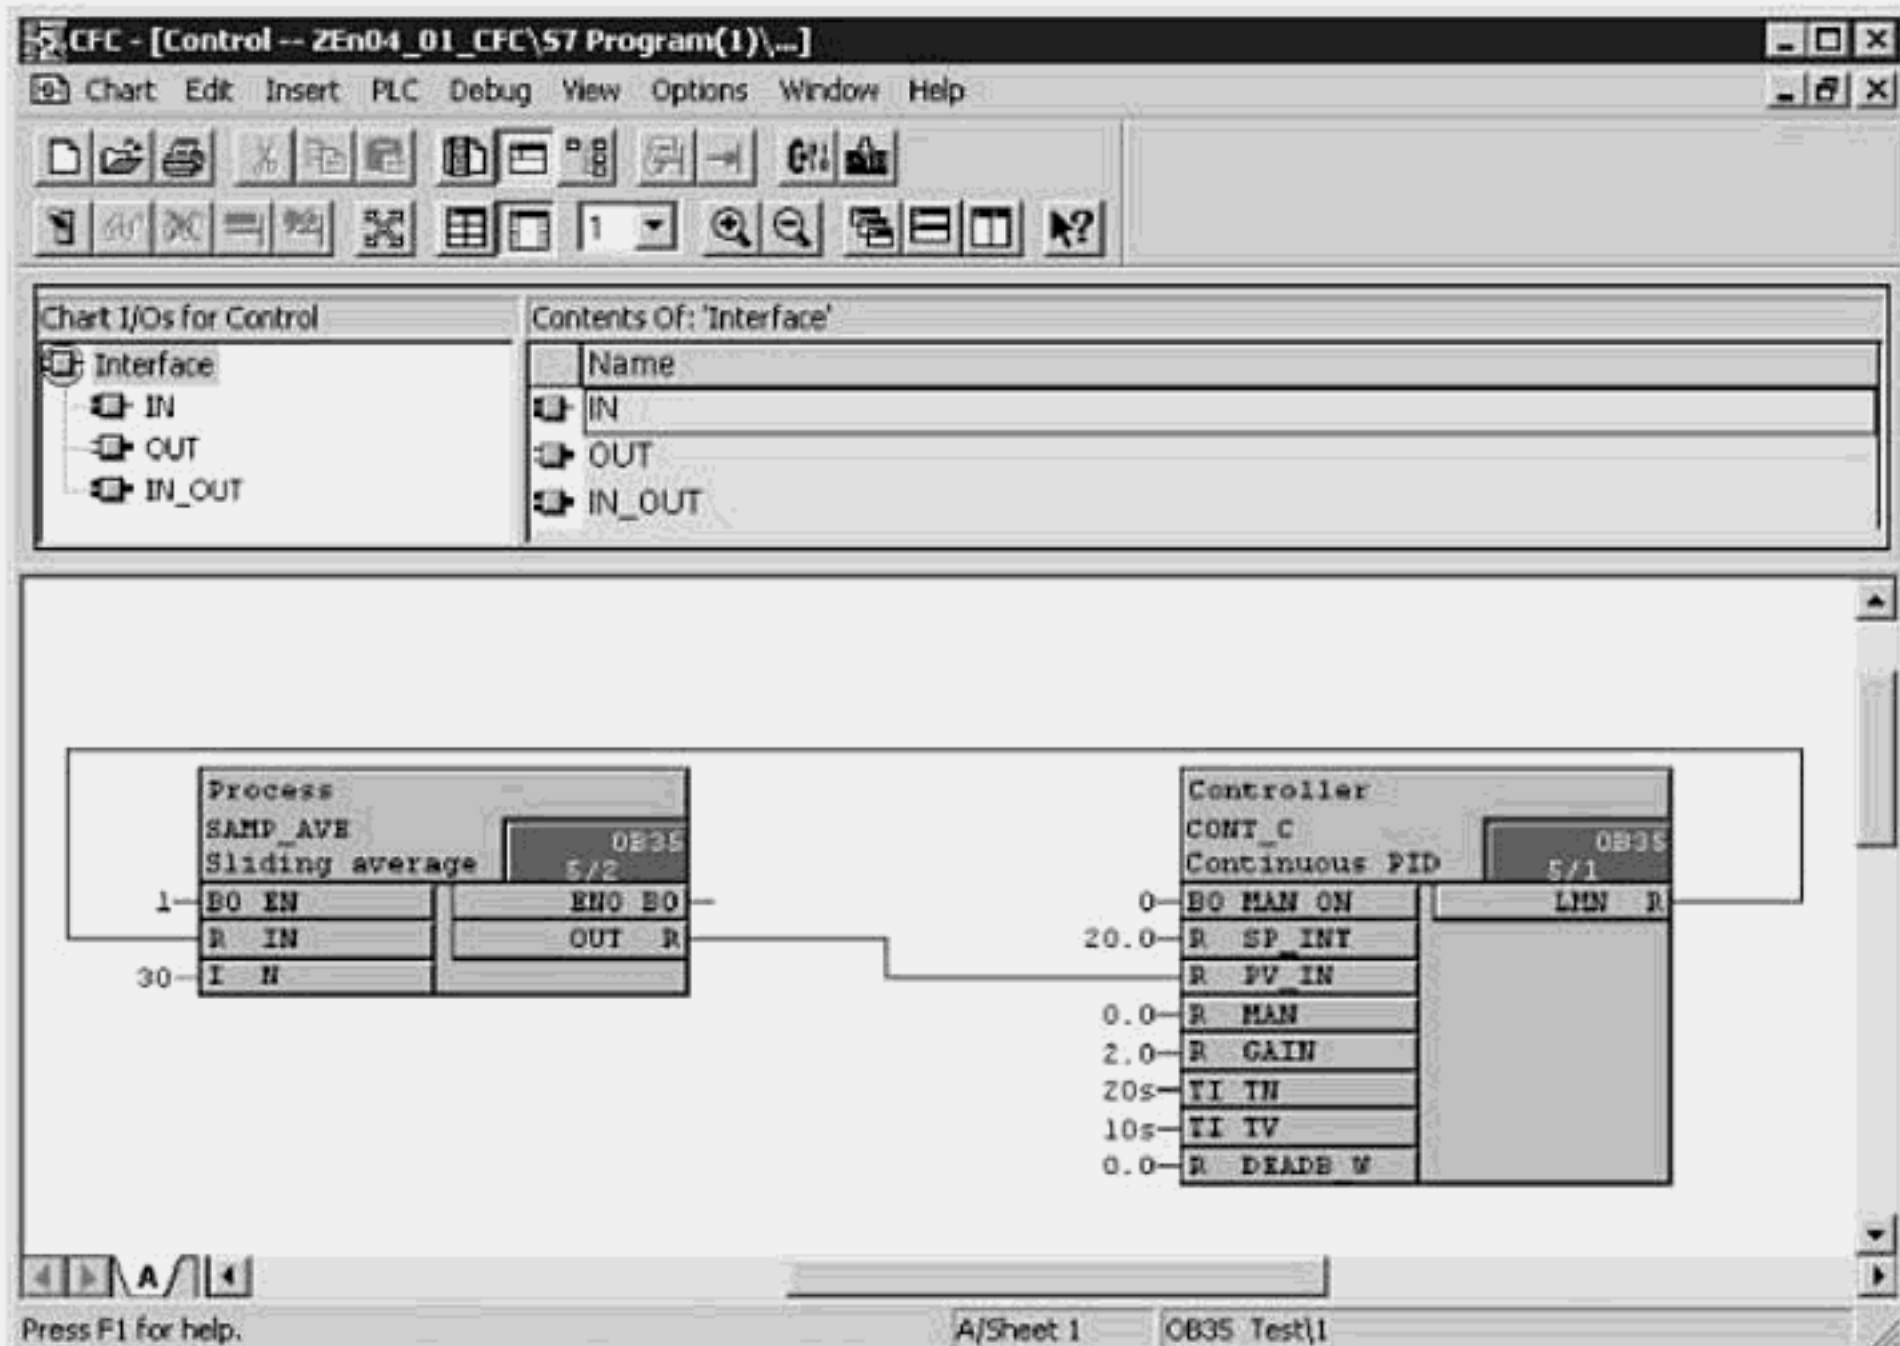 CFC - [Control -- ZEn04_01_CFC\S7 Program(1)\...]
Chart Edit Insert PLC Debug View Options Window Help
1
Chart I/Os for Control
Contents Of: 'Interface'
Interface
Name
IN
IN
OUT
OUT
IN_OUT
IN_OUT
Process
SAMP_AVE
Sliding average
OB35
5/2
1 BO EN
ENO BO
R IN
OUT R
30 I N
Controller
CONT_C
Continuous PID
OB35
5/1
0 BO MAN_ON
LMN R
20.0 R SP_INT
R PV_IN
0.0 R MAN
2.0 R GAIN
20s TI TN
10s TI TV
0.0 R DEADB_W
A
Press F1 for help.
A/Sheet 1
OB35 Test\1